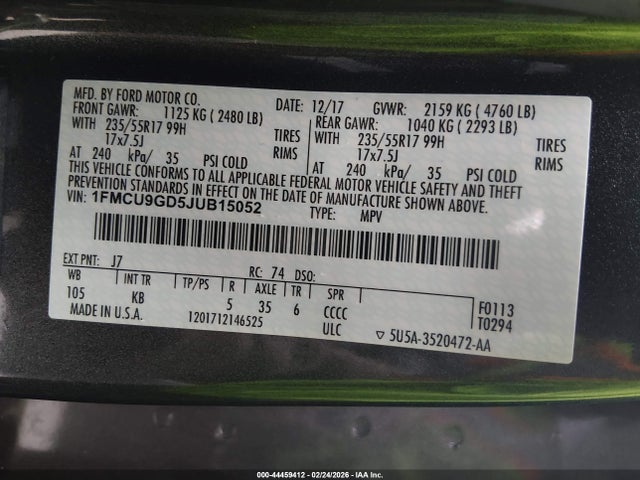 MFD. BY FORD MOTOR CO. DATE: 12/17 GVWR: 2159 KG ( 4760 LB)
FRONT GAWR: 1125 KG ( 2480 LB) REAR GAWR: 1040 KG ( 2293 LB)
WITH 235/55R17 99H TIRES WITH 235/55R17 99H TIRES
17x7.5J RIMS 17x7.5J RIMS
AT 240 kPa/ 35 PSI COLD AT 240 kPa/ 35 PSI COLD
THIS VEHICLE CONFORMS TO ALL APPLICABLE FEDERAL MOTOR VEHICLE SAFETY AND THEFT
PREVENTION STANDARDS IN EFFECT ON THE DATE OF MANUFACTURE SHOWN ABOVE.
VIN: 1FMCU9GD5JUB15052 TYPE: MPV
EXT PNT: J7 RC: 74 DSO:
WB INT TR TP/PS R AXLE TR SPR
105 KB 5 35 6 CCCC F0113
MADE IN U.S.A. 1201712146525 ULC T0294
▽ 5U5A-3520472-AA
000-44459412 - 02/24/2026 - IAA Inc.